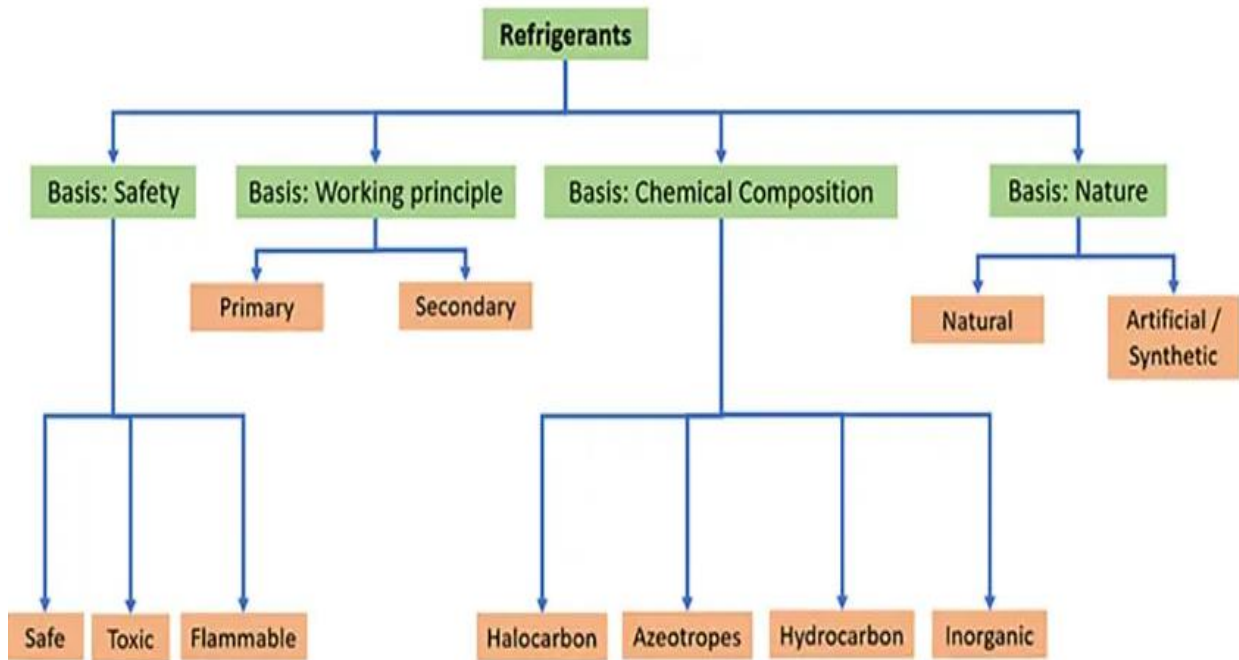 Refrigerants
Basis: Safety
Basis: Working principle
Basis: Chemical Composition
Basis: Nature
Primary
Secondary
Natural
Artificial /
Synthetic
Safe
Toxic
Flammable
Halocarbon
Azeotropes
Hydrocarbon
Inorganic